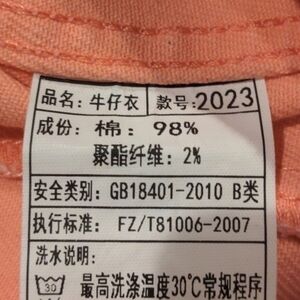 品名: 牛仔衣 款号: 2023
成份: 棉: 98%
聚酯纤维: 2%
安全类别: GB18401-2010 B类
执行标准: FZ/T81006-2007
洗水说明:
30 最高洗涤温度30℃常规程序